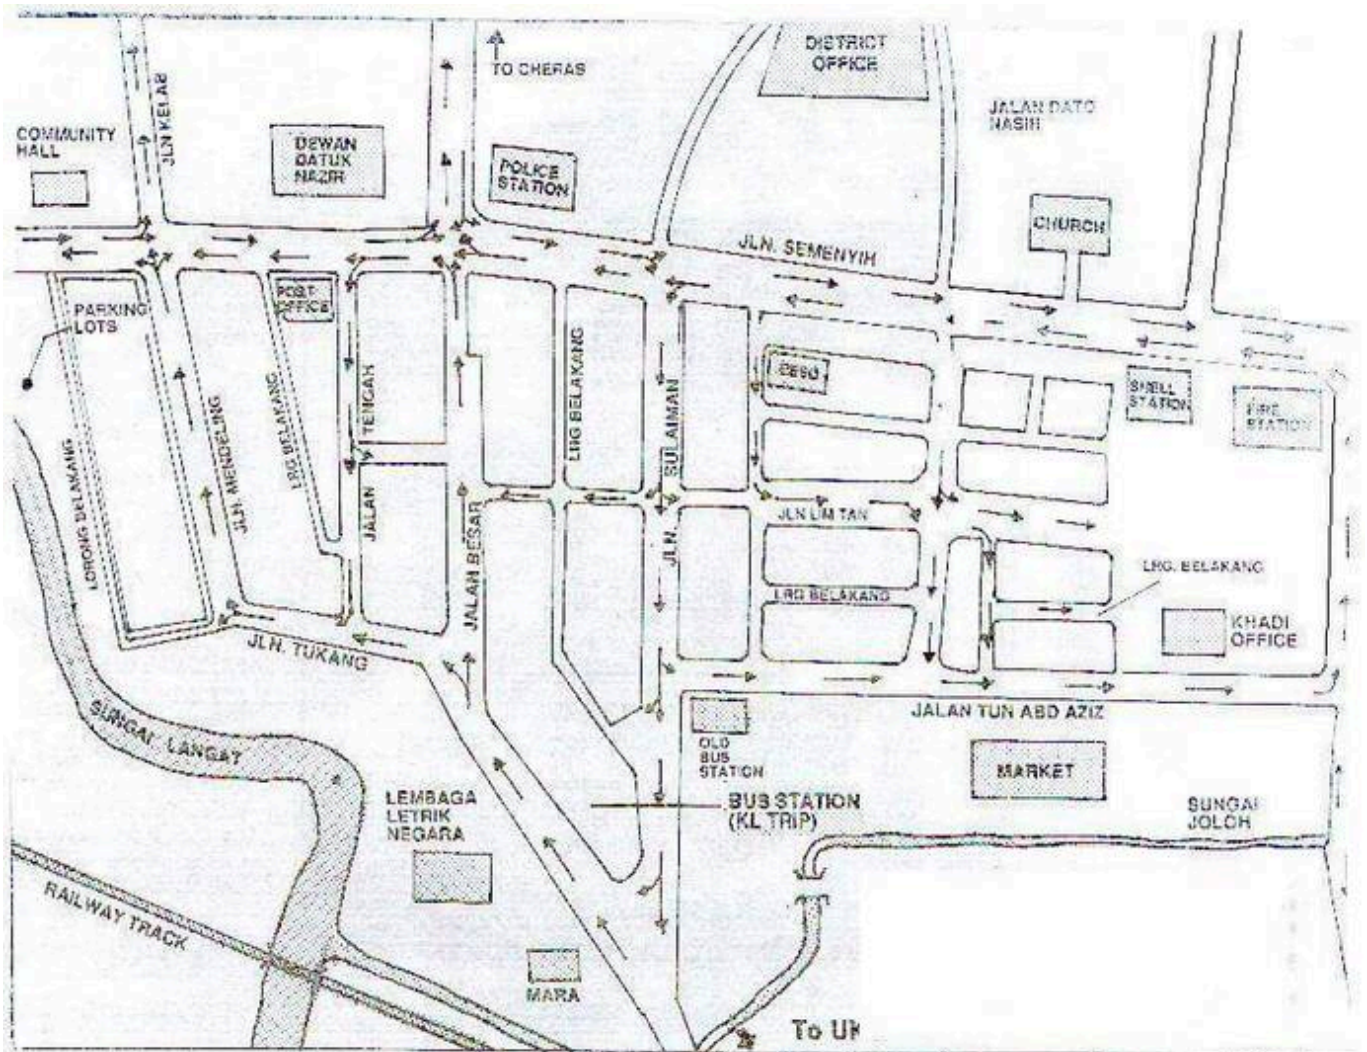 TO CHERAS
DISTRICT
OFFICE
JALAN DATO
NASIR
COMMUNITY
HALL
JLN KELAB
DEWAN
DATUK
NAZIR
POLICE
STATION
CHURCH
JLN. SEMENYIH
PARKING
LOTS
POST
OFFICE
ESSO
SHELL
STATION
FIRE
STATION
LORONG BELAKANG
JLN. MENDELING
LRG BELAKANG
TENGAH
JALAN
JALAN BESAR
LRG BELAKANG
SULAIMAN
JLN.
JLN LIM TAN
LRG BELAKANG
LRG. BELAKANG
KHADI
OFFICE
JLN. TUKANG
JALAN TUN ABD AZIZ
SUNGAI LANGAT
OLD
BUS
STATION
MARKET
LEMBAGA
LETRIK
NEGARA
BUS STATION
(KL TRIP)
SUNGAI
JOLOH
RAILWAY TRACK
MARA
To UK